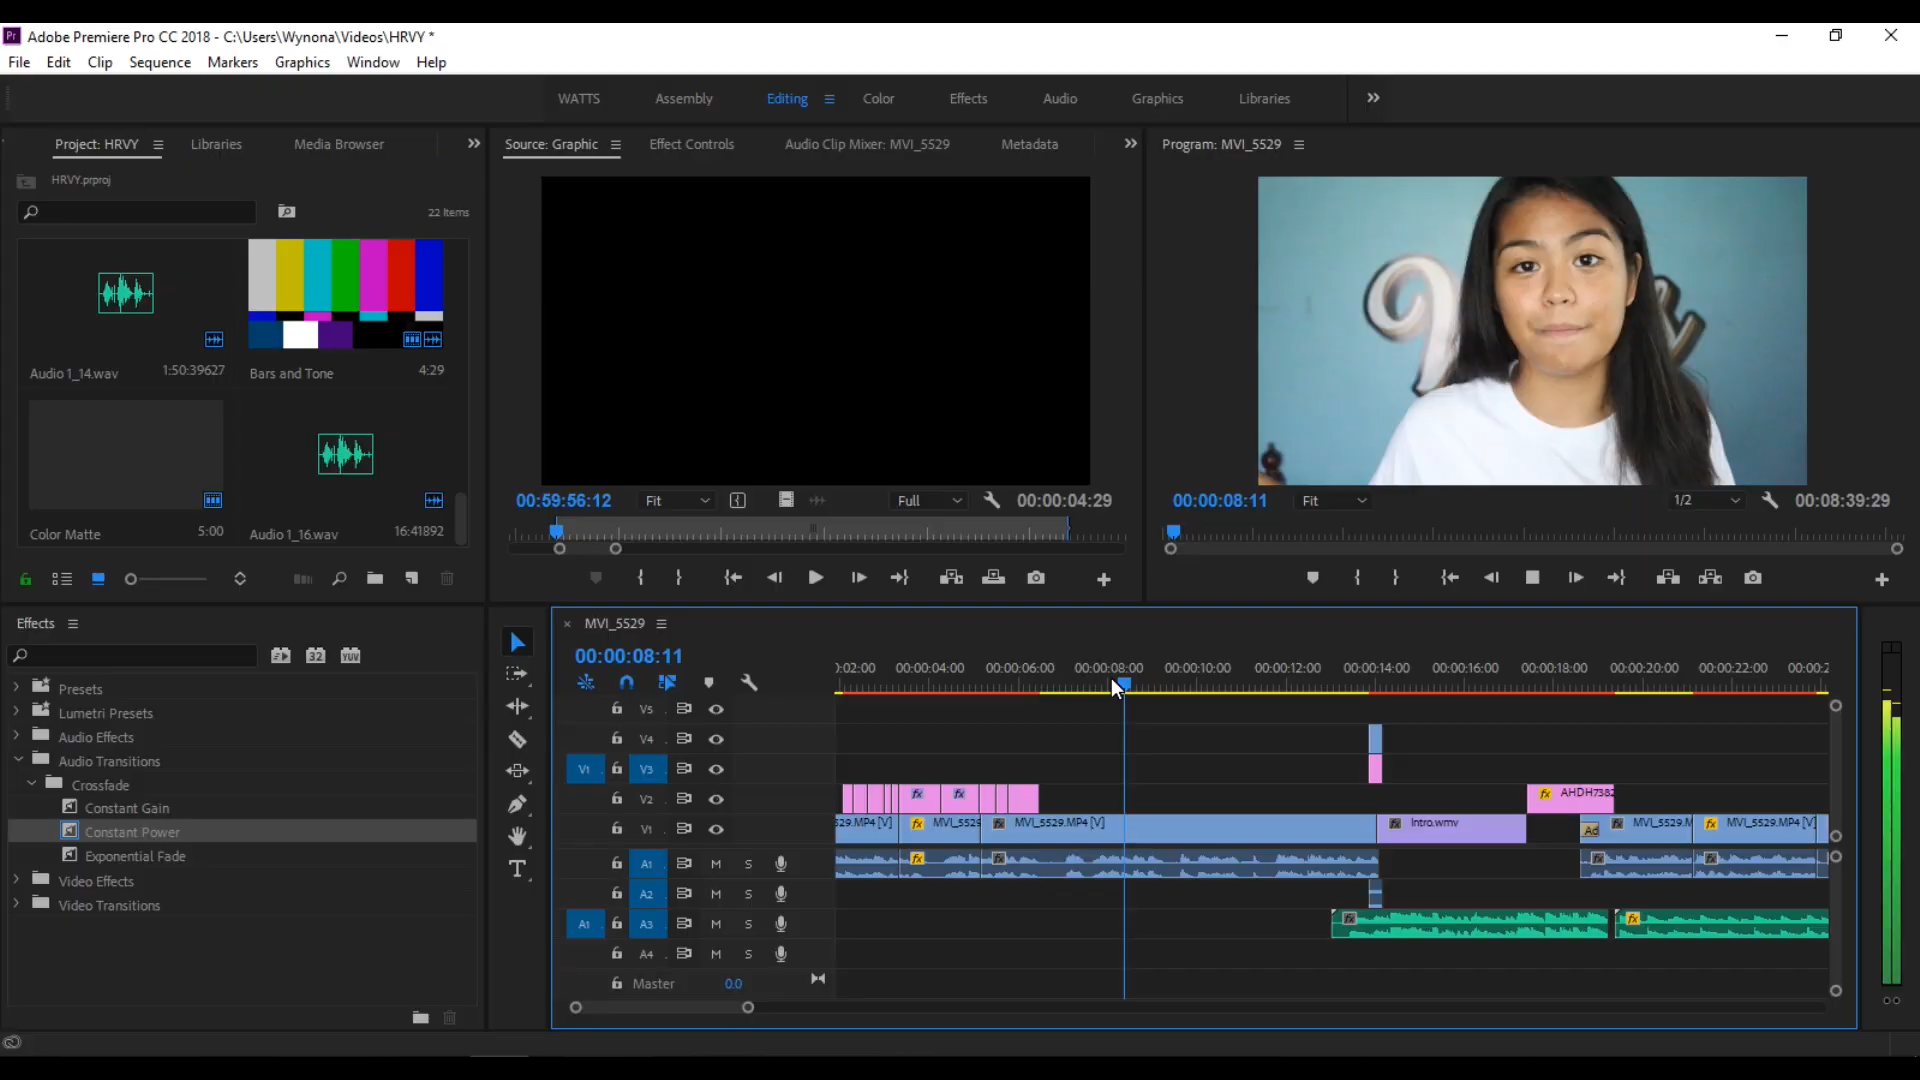 Pr Adobe Premiere Pro CC 2018 - C:\Users\Wynona\Videos\HRVY *
File Edit Clip Sequence Markers Graphics Window Help
WATTS Assembly Editing Color Effects Audio Graphics Libraries
Project: HRVY Libraries Media Browser
HRVY.prproj
22 Items
Audio 1_14.wav 1:50:39627
Bars and Tone 4:29
Color Matte 5:00
Audio 1_16.wav 16:41892
Source: Graphic Effect Controls Audio Clip Mixer: MVI_5529 Metadata
00:59:56:12 Fit Full 00:00:04:29
Program: MVI_5529
00:00:08:11 Fit 1/2 00:08:39:29
Effects
32 YUV
Presets
Lumetri Presets
Audio Effects
Audio Transitions
Crossfade
Constant Gain
Constant Power
Exponential Fade
Video Effects
Video Transitions
T
× MVI_5529
00:00:08:11
:02:00 00:00:04:00 00:00:06:00 00:00:08:00 00:00:10:00 00:00:12:00 00:00:14:00 00:00:16:00 00:00:18:00 00:00:20:00 00:00:22:00 00:00:2
V5
V4
V1 V3
V2 fx fx fx AHDH7382
V1 29.MP4 [V] fx MVI_5529 fx MVI_5529.MP4 [V] fx Intro.wmv Ad fx MVI_5529.M fx MVI_5529.MP4 [V]
A1 M S fx fx fx fx
A2 M S
A1 A3 M S fx fx
A4 M S
Master 0.0